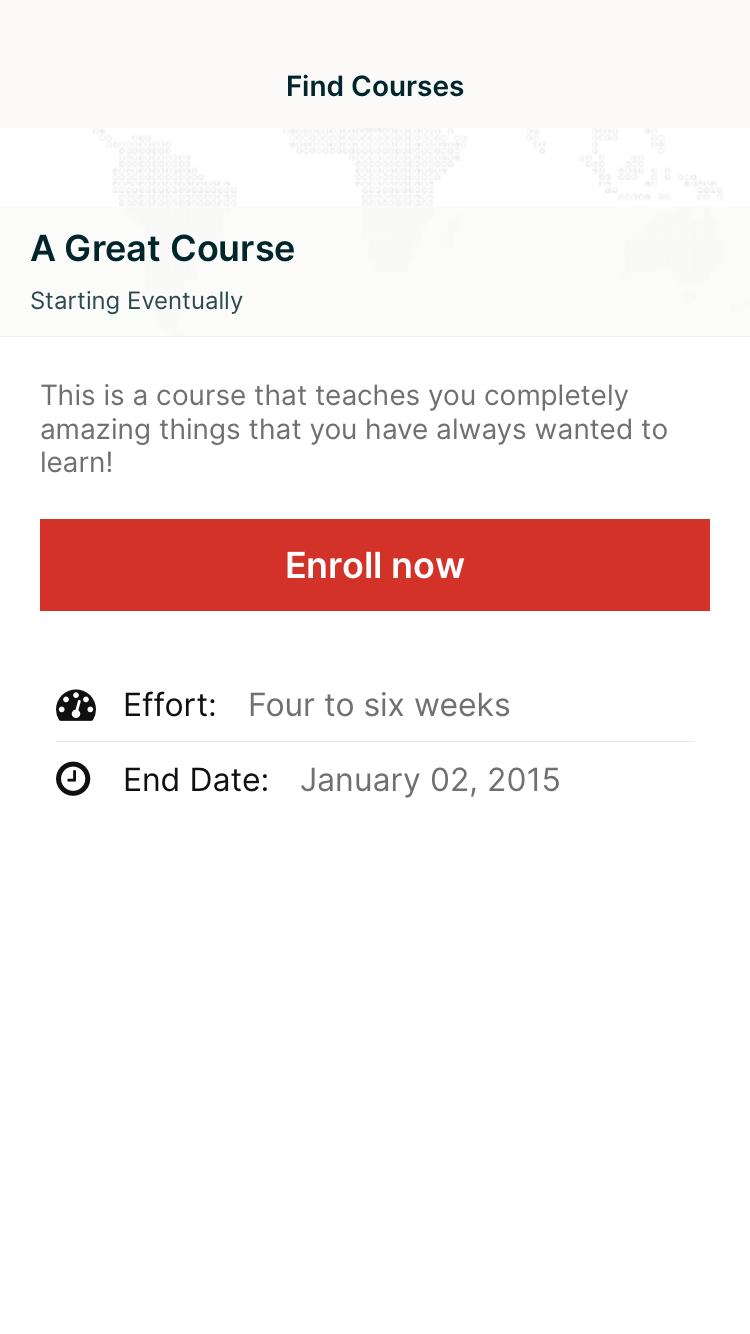 Find Courses
A Great Course
Starting Eventually
This is a course that teaches you completely
amazing things that you have always wanted to
learn!
Enroll now
Effort: Four to six weeks
End Date: January 02, 2015